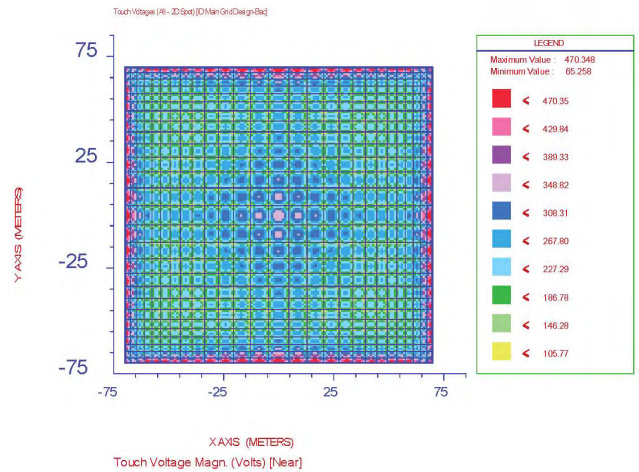 Touch Voltages (All - 2D Spot) [ID:Main Grid Design-Bac]
LEGEND
Maximum Value : 470.348
Minimum Value : 65.258
< 470.35
< 429.84
< 389.33
< 348.82
< 308.31
< 267.80
< 227.29
< 186.78
< 146.28
< 105.77
75
25
-25
-75
Y AXIS (METERS)
-75
-25
25
75
X AXIS (METERS)
Touch Voltage Magn. (Volts) [Near]